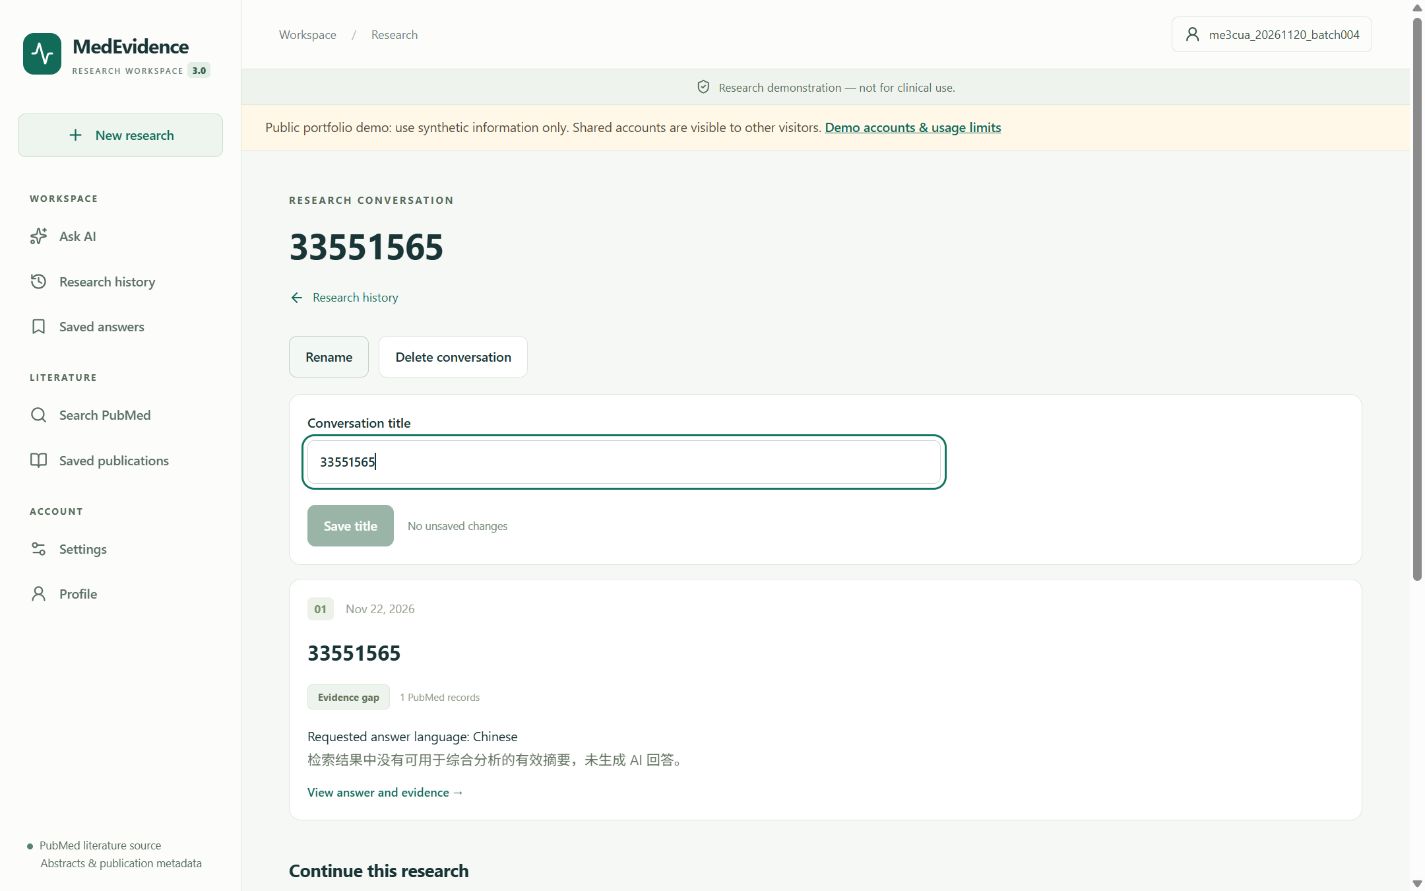 MedEvidence
RESEARCH WORKSPACE 3.0
New research
WORKSPACE
Ask AI
Research history
Saved answers
LITERATURE
Search PubMed
Saved publications
ACCOUNT
Settings
Profile
PubMed literature source
Abstracts & publication metadata
Workspace / Research
me3cua_20261120_batch004
Research demonstration — not for clinical use.
Public portfolio demo: use synthetic information only. Shared accounts are visible to other visitors. Demo accounts & usage limits
RESEARCH CONVERSATION
33551565
← Research history
Rename
Delete conversation
Conversation title
33551565
Save title
No unsaved changes
01 Nov 22, 2026
33551565
Evidence gap 1 PubMed records
Requested answer language: Chinese
检索结果中没有可用于综合分析的有效摘要，未生成 AI 回答。
View answer and evidence →
Continue this research